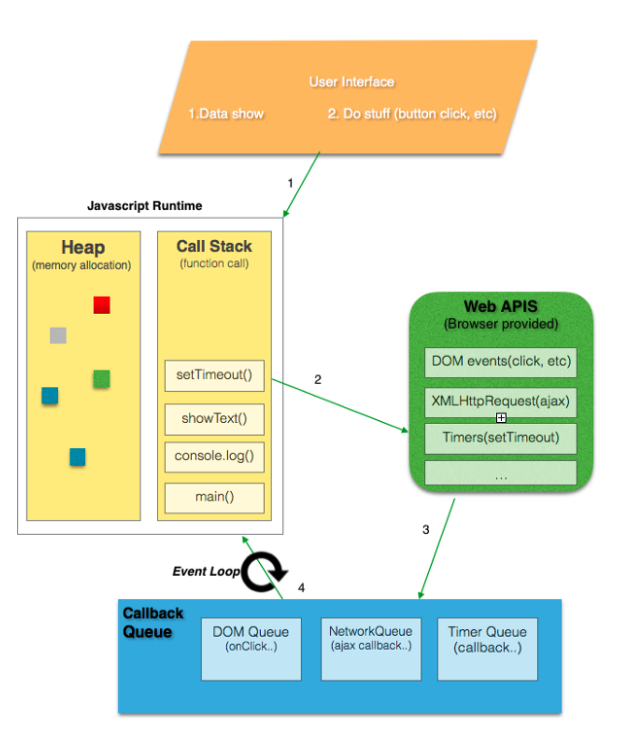 User Interface
1.Data show
2. Do stuff (button click, etc)
1
Javascript Runtime
Heap
(memory allocation)
Call Stack
(function call)
setTimeout()
showText()
console.log()
main()
2
Web APIS
(Browser provided)
DOM events(click, etc)
XMLHttpRequest(ajax)
Timers(setTimeout)
...
3
Event Loop
4
Callback
Queue
DOM Queue
(onClick..)
NetworkQueue
(ajax callback..)
Timer Queue
(callback..)